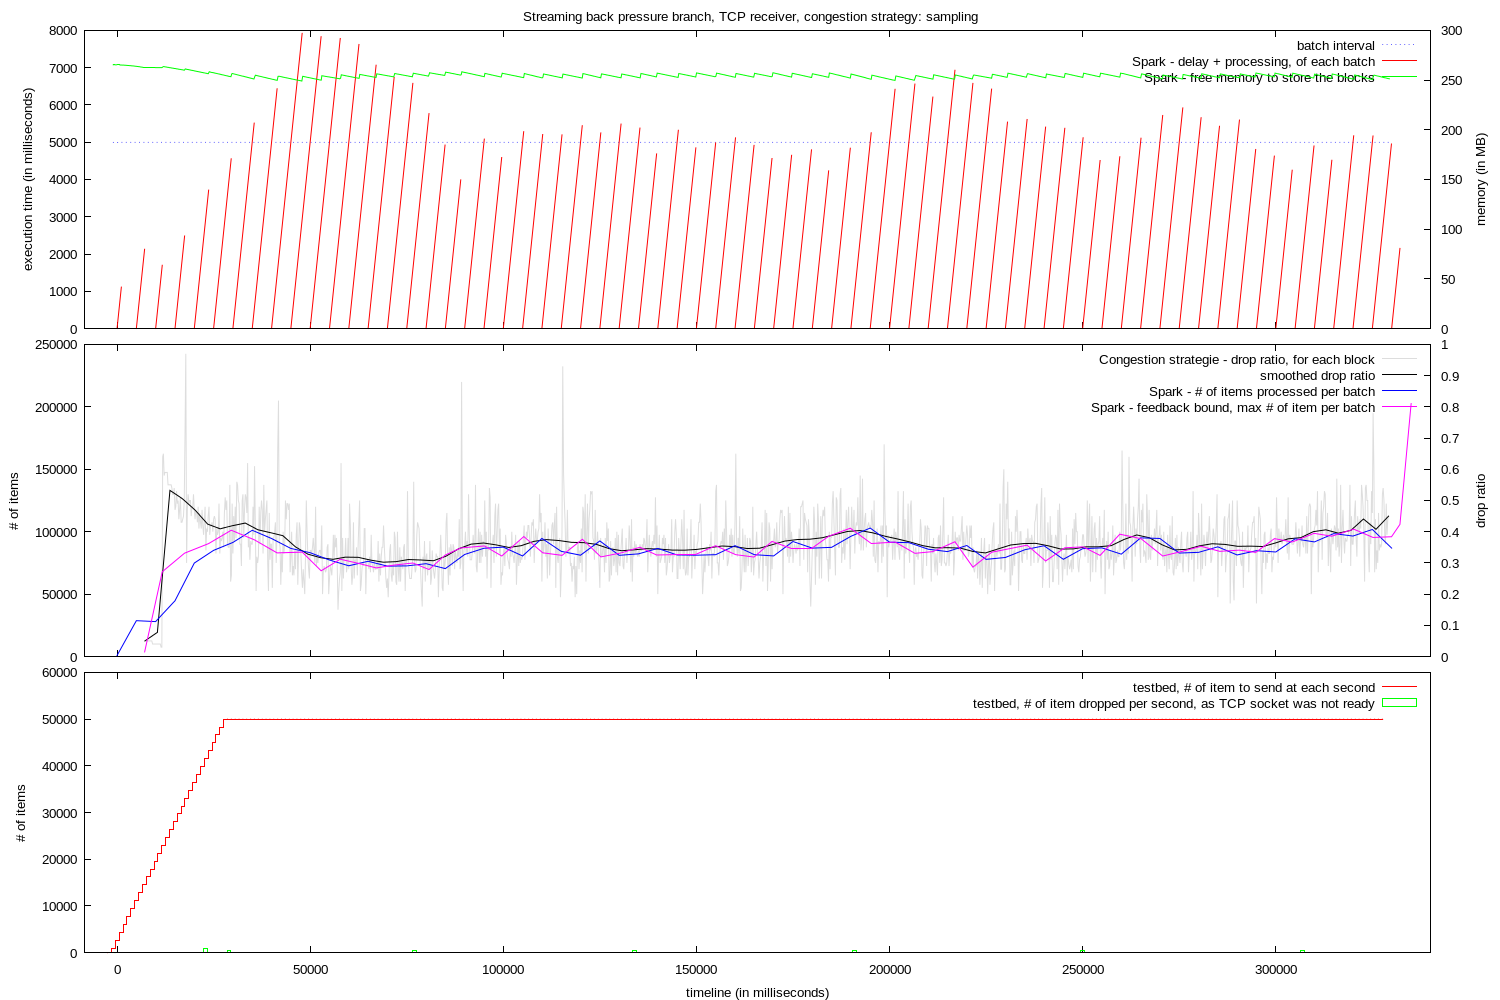 Streaming back pressure branch, TCP receiver, congestion strategy: sampling
execution time (in milliseconds)
8000
7000
6000
5000
4000
3000
2000
1000
0
batch interval
Spark - delay + processing, of each batch
Spark - free memory to store the blocks
300
250
200
150
100
50
0
memory (in MB)
# of items
250000
200000
150000
100000
50000
0
Congestion strategie - drop ratio, for each block
smoothed drop ratio
Spark - # of items processed per batch
Spark - feedback bound, max # of item per batch
1
0.9
0.8
0.7
0.6
0.5
0.4
0.3
0.2
0.1
0
drop ratio
# of items
60000
50000
40000
30000
20000
10000
0
testbed, # of item to send at each second
testbed, # of item dropped per second, as TCP socket was not ready
0 50000 100000 150000 200000 250000 300000
timeline (in milliseconds)